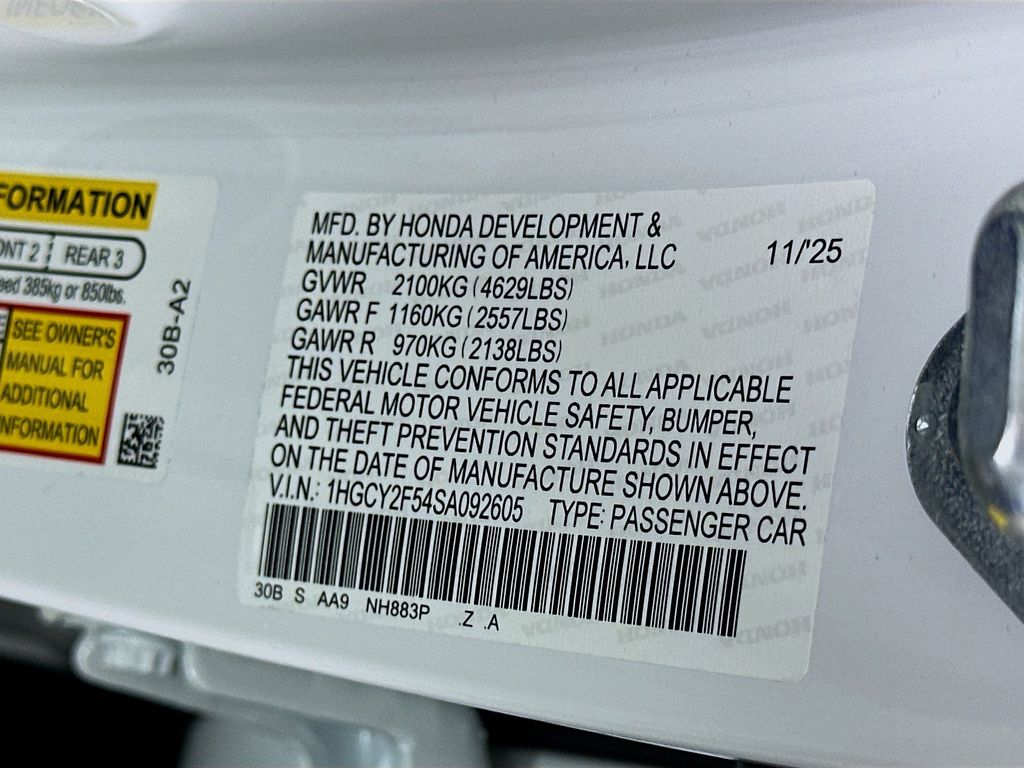 FORMATION
ONT 2
REAR 3
eed 385kg or 850lbs.
SEE OWNER'S
MANUAL FOR
ADDITIONAL
INFORMATION
30B-A2
MFD. BY HONDA DEVELOPMENT &
MANUFACTURING OF AMERICA, LLC 11/25
GVWR 2100KG (4629LBS)
GAWR F 1160KG (2557LBS)
GAWR R 970KG (2138LBS)
THIS VEHICLE CONFORMS TO ALL APPLICABLE
FEDERAL MOTOR VEHICLE SAFETY, BUMPER,
AND THEFT PREVENTION STANDARDS IN EFFECT
ON THE DATE OF MANUFACTURE SHOWN ABOVE.
V.I.N.: 1HGCY2F54SA092605 TYPE: PASSENGER CAR
30B S AA9 NH883P .Z .A